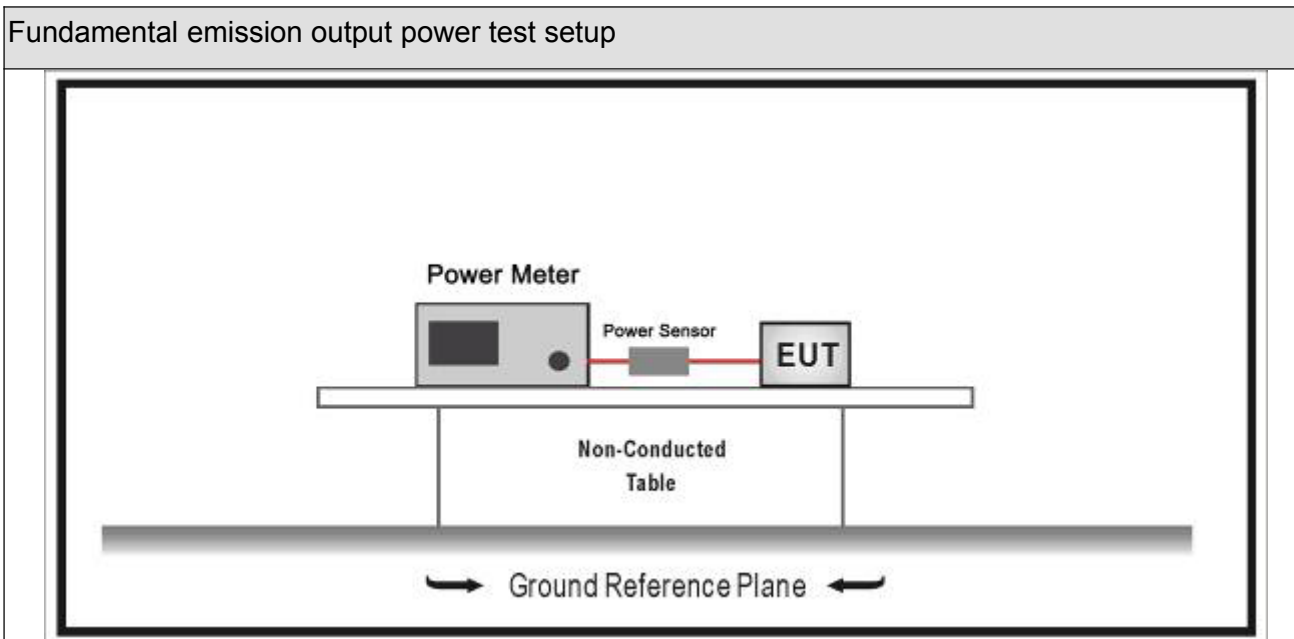 Fundamental emission output power test setup
Power Meter
Power Sensor
EUT
Non-Conducted
Table
Ground Reference Plane